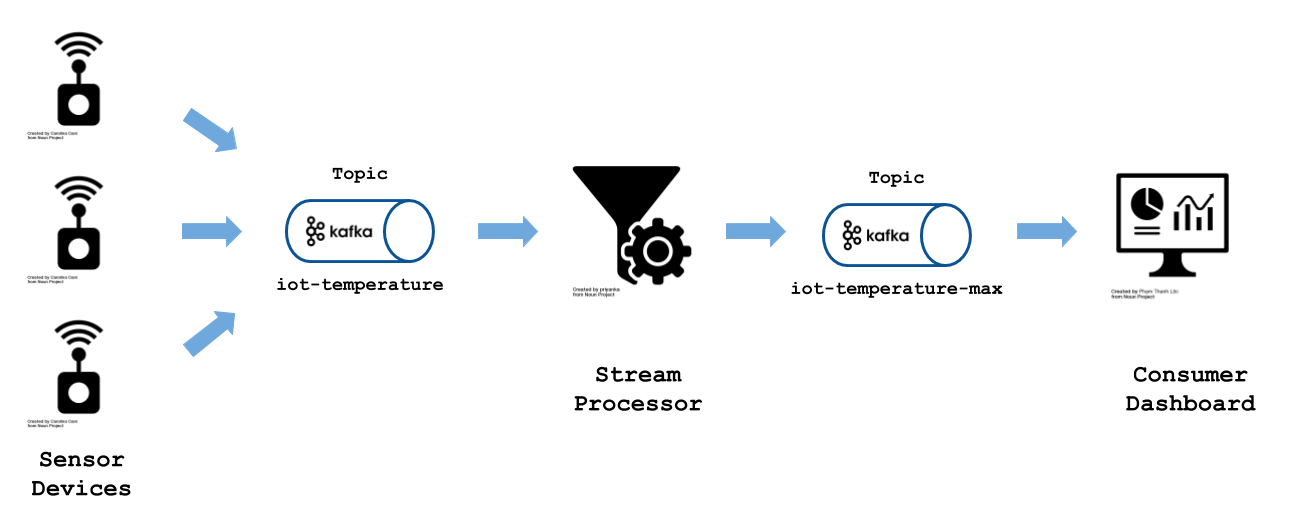 Created by Carolina Cani
from Noun Project
Created by Carolina Cani
from Noun Project
Created by Carolina Cani
from Noun Project
Sensor
Devices
Topic
kafka
iot-temperature
Created by priyanka
from Noun Project
Stream
Processor
Topic
kafka
iot-temperature-max
Created by Pham Thanh Lôc
from Noun Project
Consumer
Dashboard